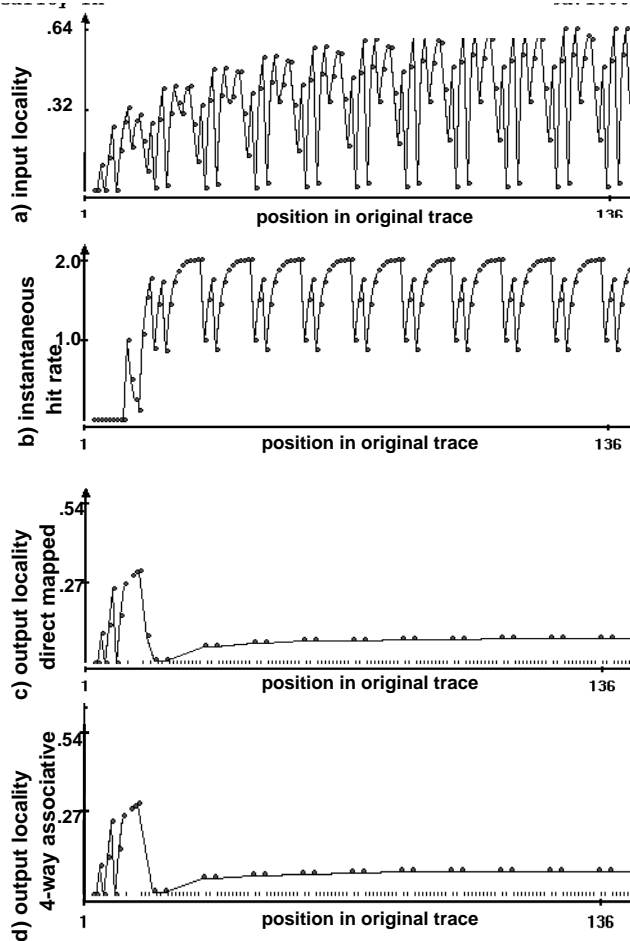 .64
.32
a) input locality
1
position in original trace
136
2.0
1.0
b) instantaneous
hit rate
1
position in original trace
136
.54
.27
c) output locality
direct mapped
1
position in original trace
136
.54
.27
d) output locality
4-way associative
1
position in original trace
136